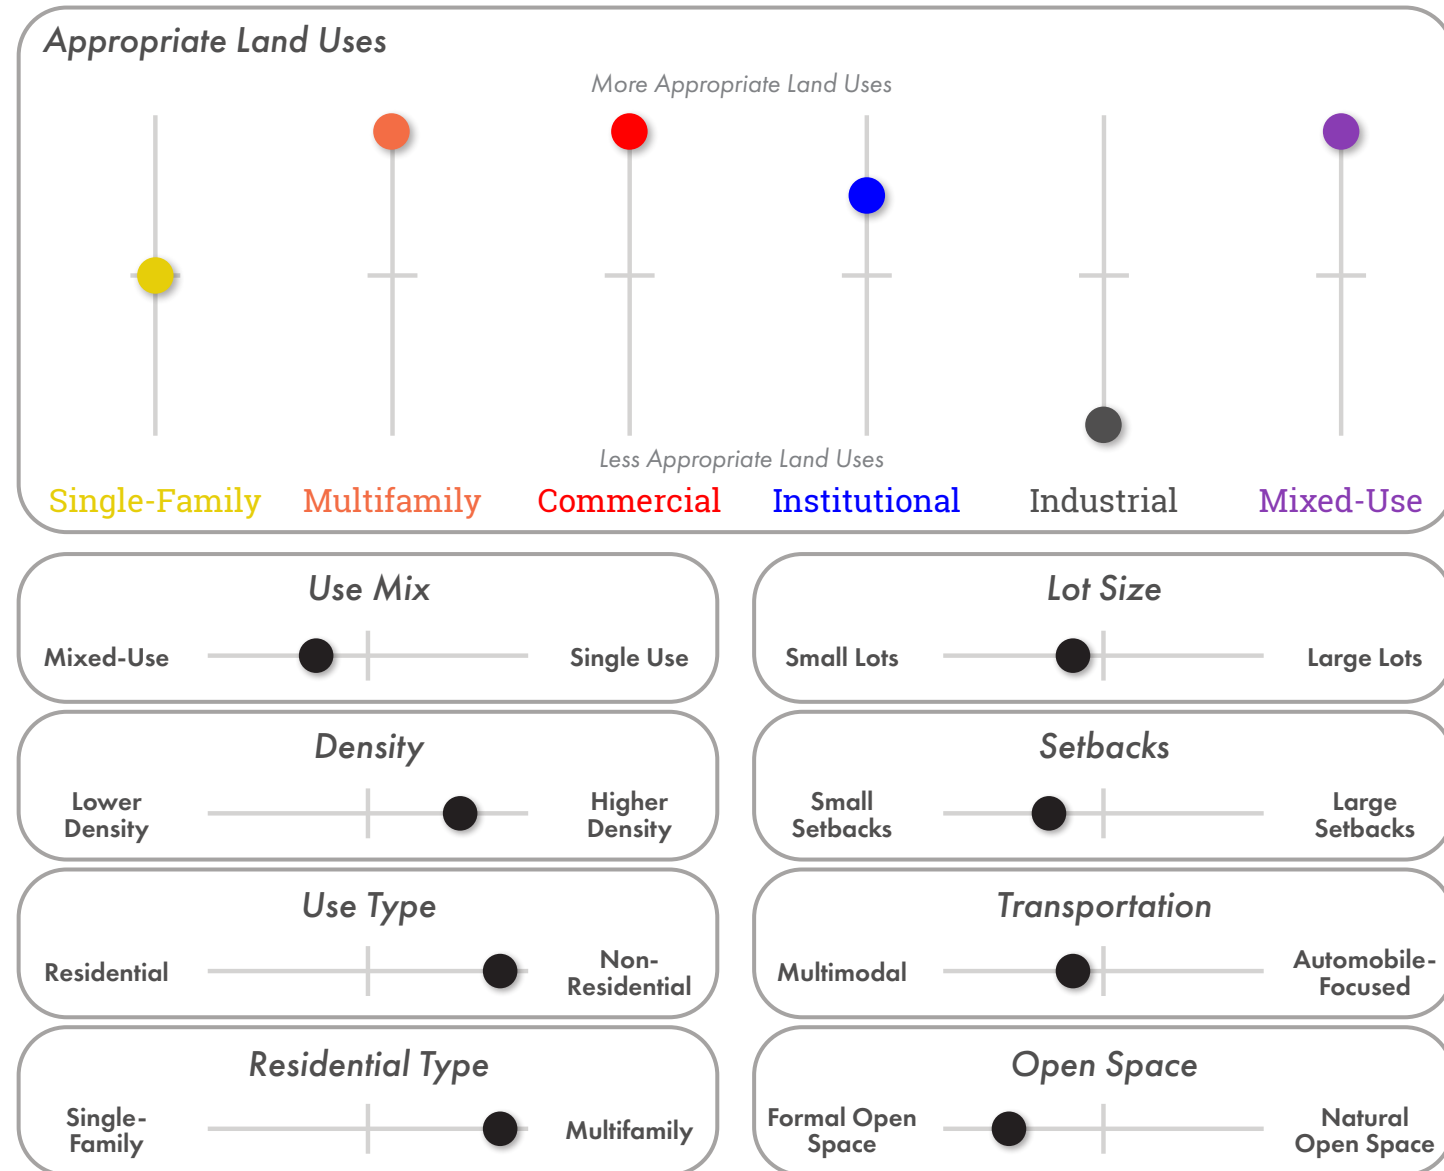 Appropriate Land Uses
More Appropriate Land Uses
Less Appropriate Land Uses
Single-Family
Multifamily
Commercial
Institutional
Industrial
Mixed-Use
Use Mix
Mixed-Use
Single Use
Lot Size
Small Lots
Large Lots
Density
Lower
Density
Higher
Density
Setbacks
Small
Setbacks
Large
Setbacks
Use Type
Residential
Non-
Residential
Transportation
Multimodal
Automobile-
Focused
Residential Type
Single-
Family
Multifamily
Open Space
Formal Open
Space
Natural
Open Space